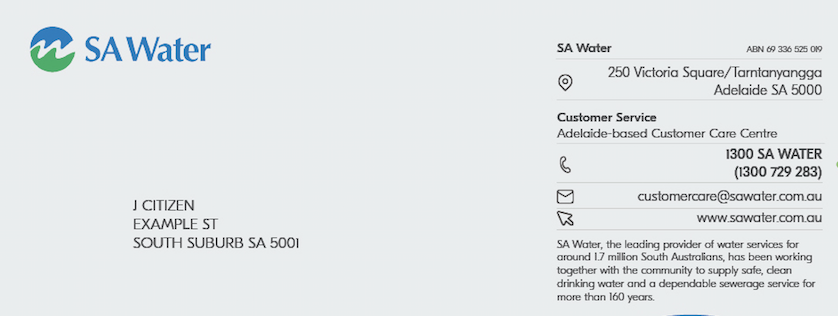 SA Water
SA Water ABN 69 336 525 019
250 Victoria Square/Tarntanyangga
Adelaide SA 5000
Customer Service
Adelaide-based Customer Care Centre
1300 SA WATER
(1300 729 283)
customercare@sawater.com.au
www.sawater.com.au
J CITIZEN
EXAMPLE ST
SOUTH SUBURB SA 5001
SA Water, the leading provider of water services for
around 1.7 million South Australians, has been working
together with the community to supply safe, clean
drinking water and a dependable sewerage service for
more than 160 years.